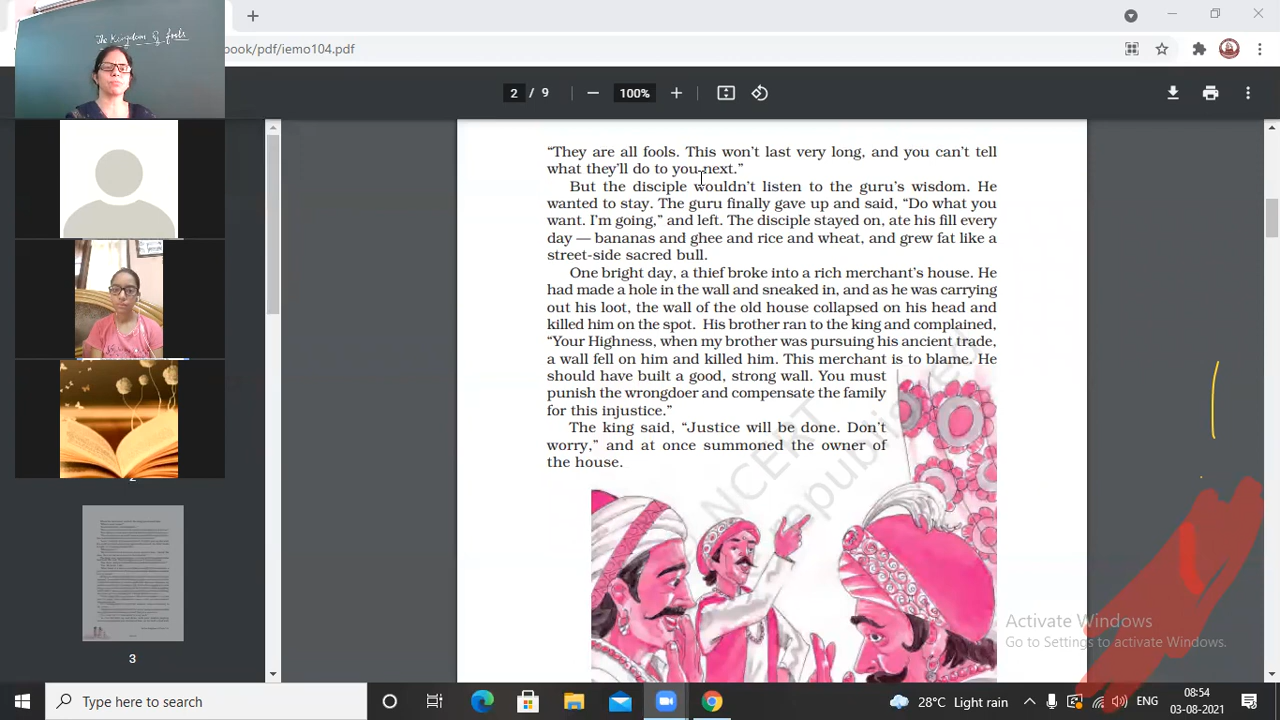 The Kingdom of fools
book/pdf/iemo104.pdf
2 / 9
100%
“They are all fools. This won’t last very long, and you can’t tell
what they’ll do to you next.”
But the disciple wouldn’t listen to the guru’s wisdom. He
wanted to stay. The guru finally gave up and said, “Do what you
want. I’m going,” and left. The disciple stayed on, ate his fill every
day — bananas and ghee and rice and wheat, and grew fat like a
street-side sacred bull.
One bright day, a thief broke into a rich merchant’s house. He
had made a hole in the wall and sneaked in, and as he was carrying
out his loot, the wall of the old house collapsed on his head and
killed him on the spot. His brother ran to the king and complained,
“Your Highness, when my brother was pursuing his ancient trade,
a wall fell on him and killed him. This merchant is to blame. He
should have built a good, strong wall. You must
punish the wrongdoer and compensate the family
for this injustice.”
The king said, “Justice will be done. Don’t
worry,” and at once summoned the owner of
the house.
2
3
Activate Windows
Go to Settings to activate Windows.
Type here to search
28°C Light rain
ENG
08:54
03-08-2021